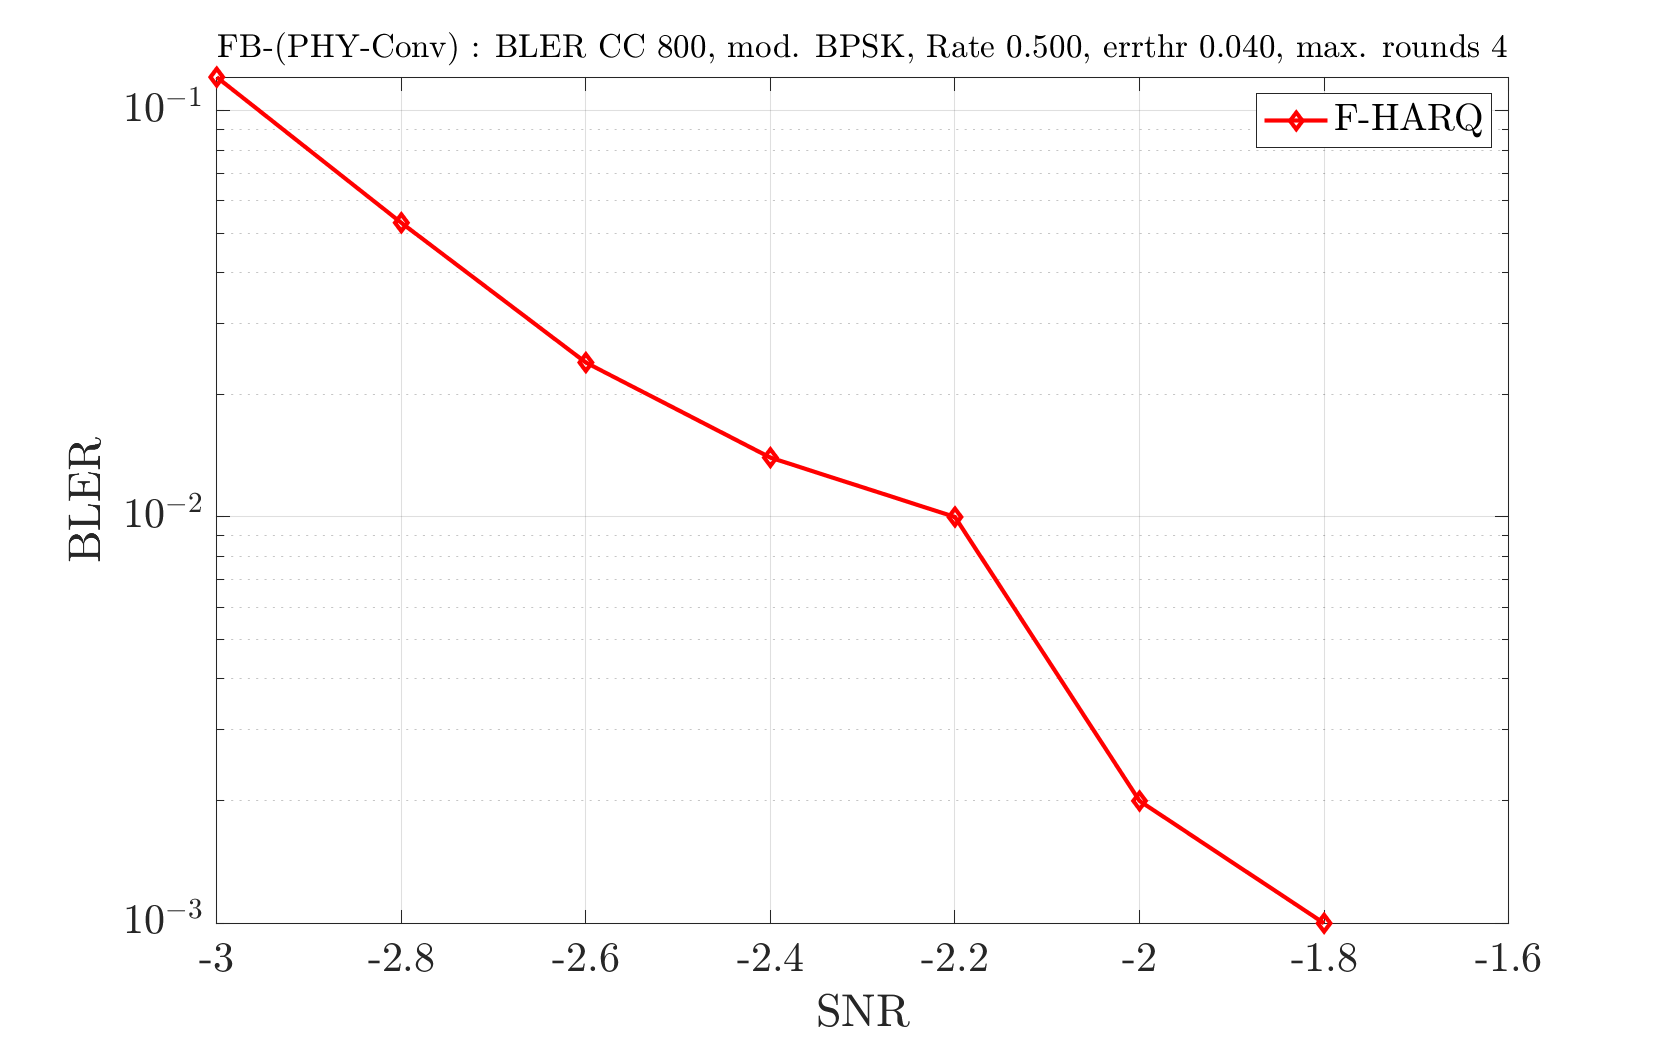 FB-(PHY-Conv) : BLER CC 800, mod. BPSK, Rate 0.500, errthr 0.040, max. rounds 4
F-HARQ
10⁻¹
10⁻²
10⁻³
BLER
-3 -2.8 -2.6 -2.4 -2.2 -2 -1.8 -1.6
SNR